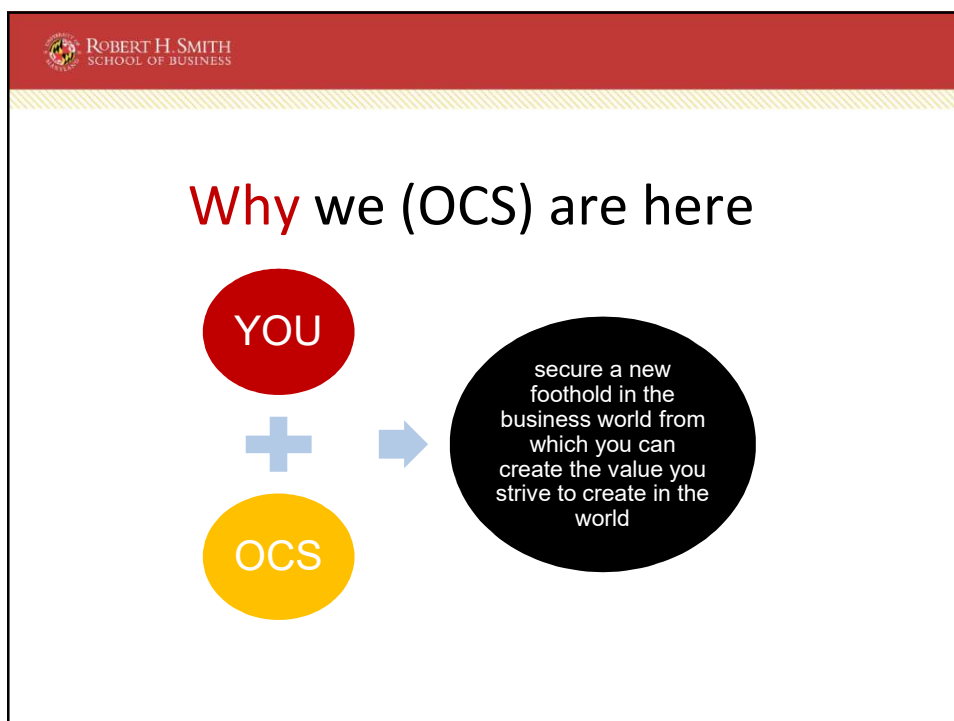 ROBERT H. SMITH
SCHOOL OF BUSINESS
Why we (OCS) are here
YOU
OCS
secure a new
foothold in the
business world from
which you can
create the value you
strive to create in the
world